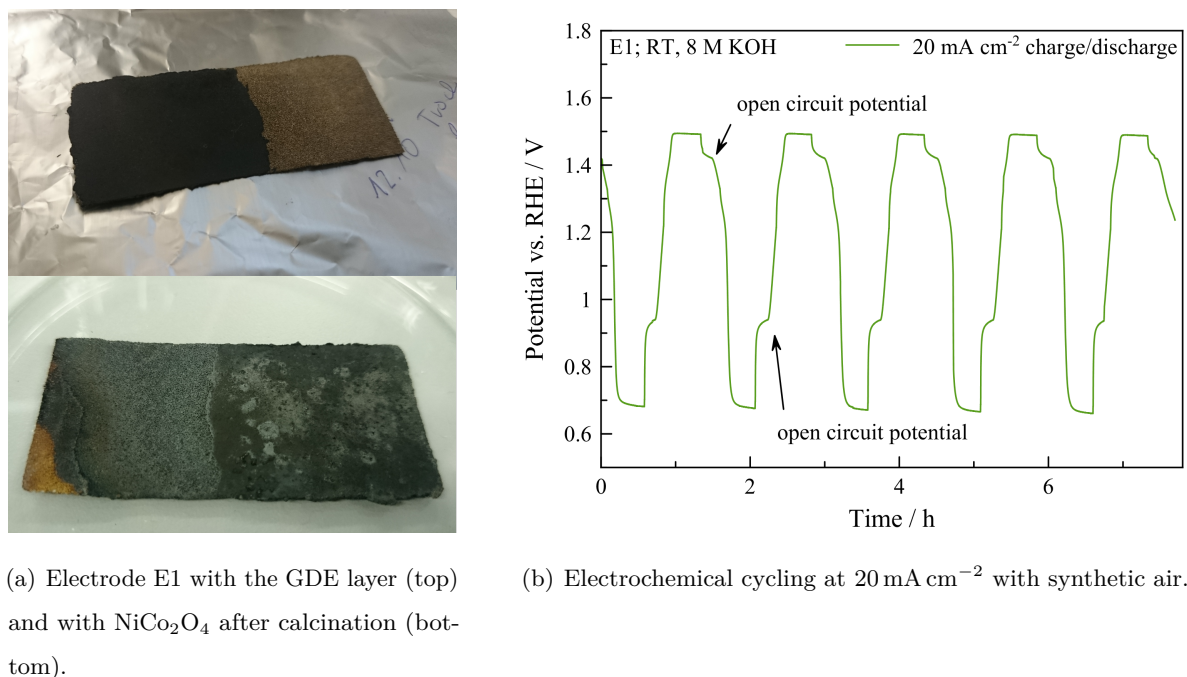 12.10
1.8
E1; RT, 8 M KOH
20 mA cm⁻² charge/discharge
1.6
open circuit potential
1.4
Potential vs. RHE / V
1.2
1
0.8
open circuit potential
0.6
0 2 4 6
Time / h
(a) Electrode E1 with the GDE layer (top)
and with NiCo₂O₄ after calcination (bot-
tom).
(b) Electrochemical cycling at 20 mA cm⁻² with synthetic air.